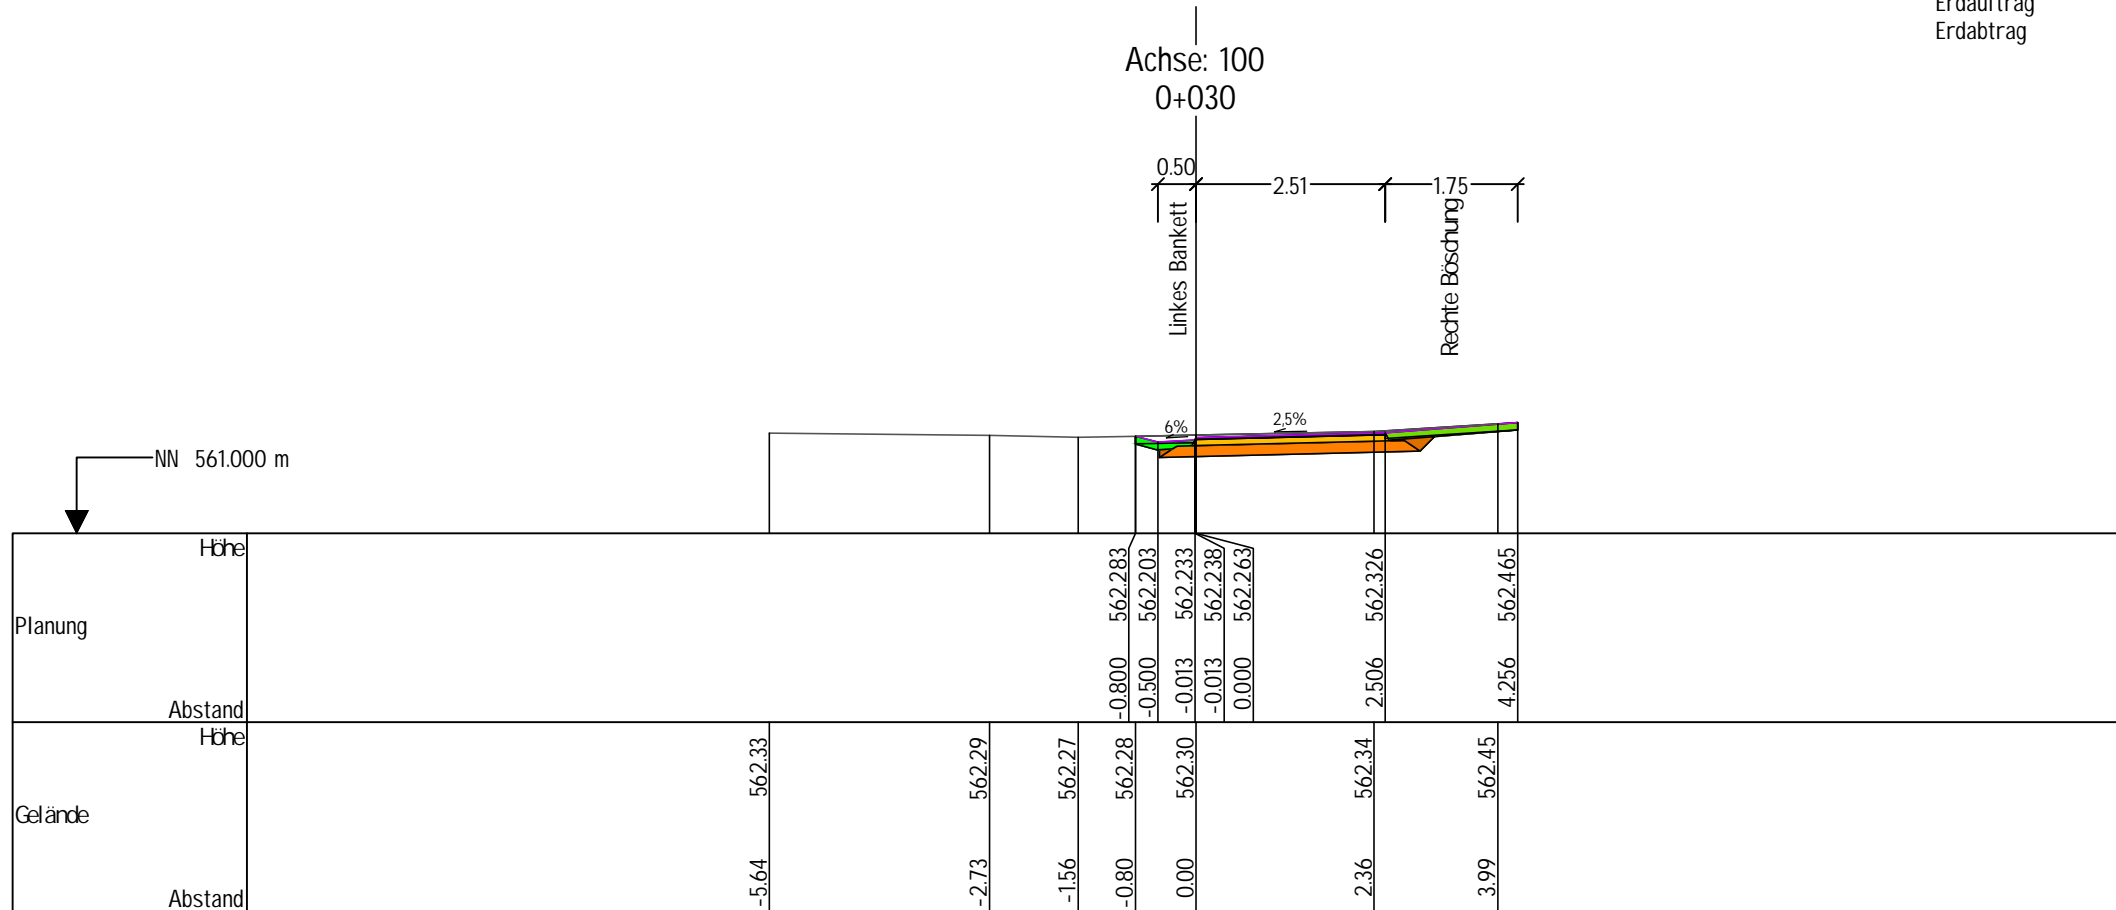 Erdauftrag
Erdabtrag
Achse: 100
0+030
0.50
2.51
1.75
Linkes Bankett
Rechte Böschung
6%
2,5%
NN 561.000 m
Höhe
562.283
562.203
562.233
562.238
562.263
562.326
562.465
Planung
-0.800
-0.500
-0.013
-0.013
0.000
2.506
4.256
Abstand
Höhe
562.33
562.29
562.27
562.28
562.30
562.34
562.45
Gelände
-5.64
-2.73
-1.56
-0.80
0.00
2.36
3.99
Abstand